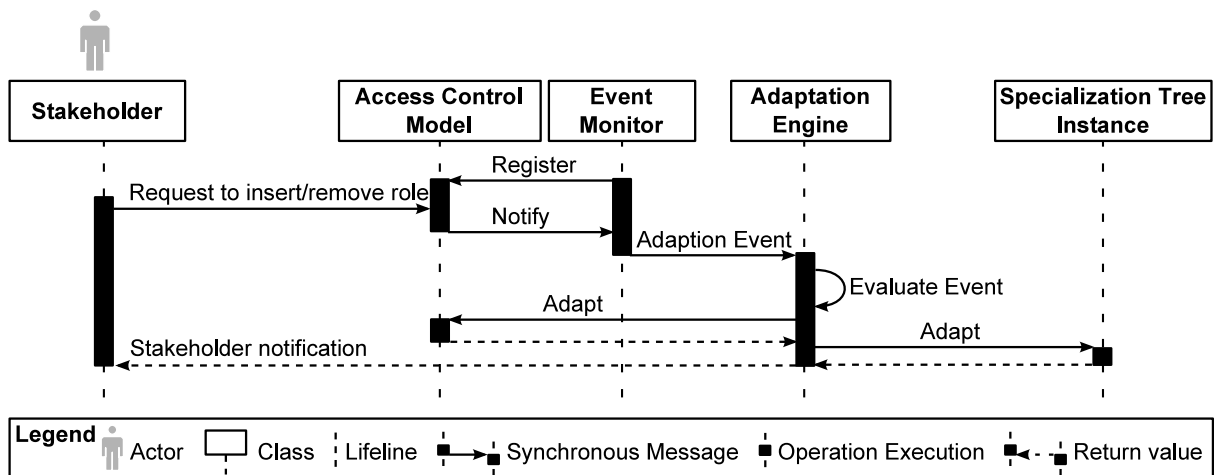 Stakeholder
Access Control
Model
Event
Monitor
Adaptation
Engine
Specialization Tree
Instance
Register
Request to insert/remove role
Notify
Adaption Event
Evaluate Event
Adapt
Adapt
Stakeholder notification
Legend
Actor
Class
Lifeline
Synchronous Message
Operation Execution
Return value